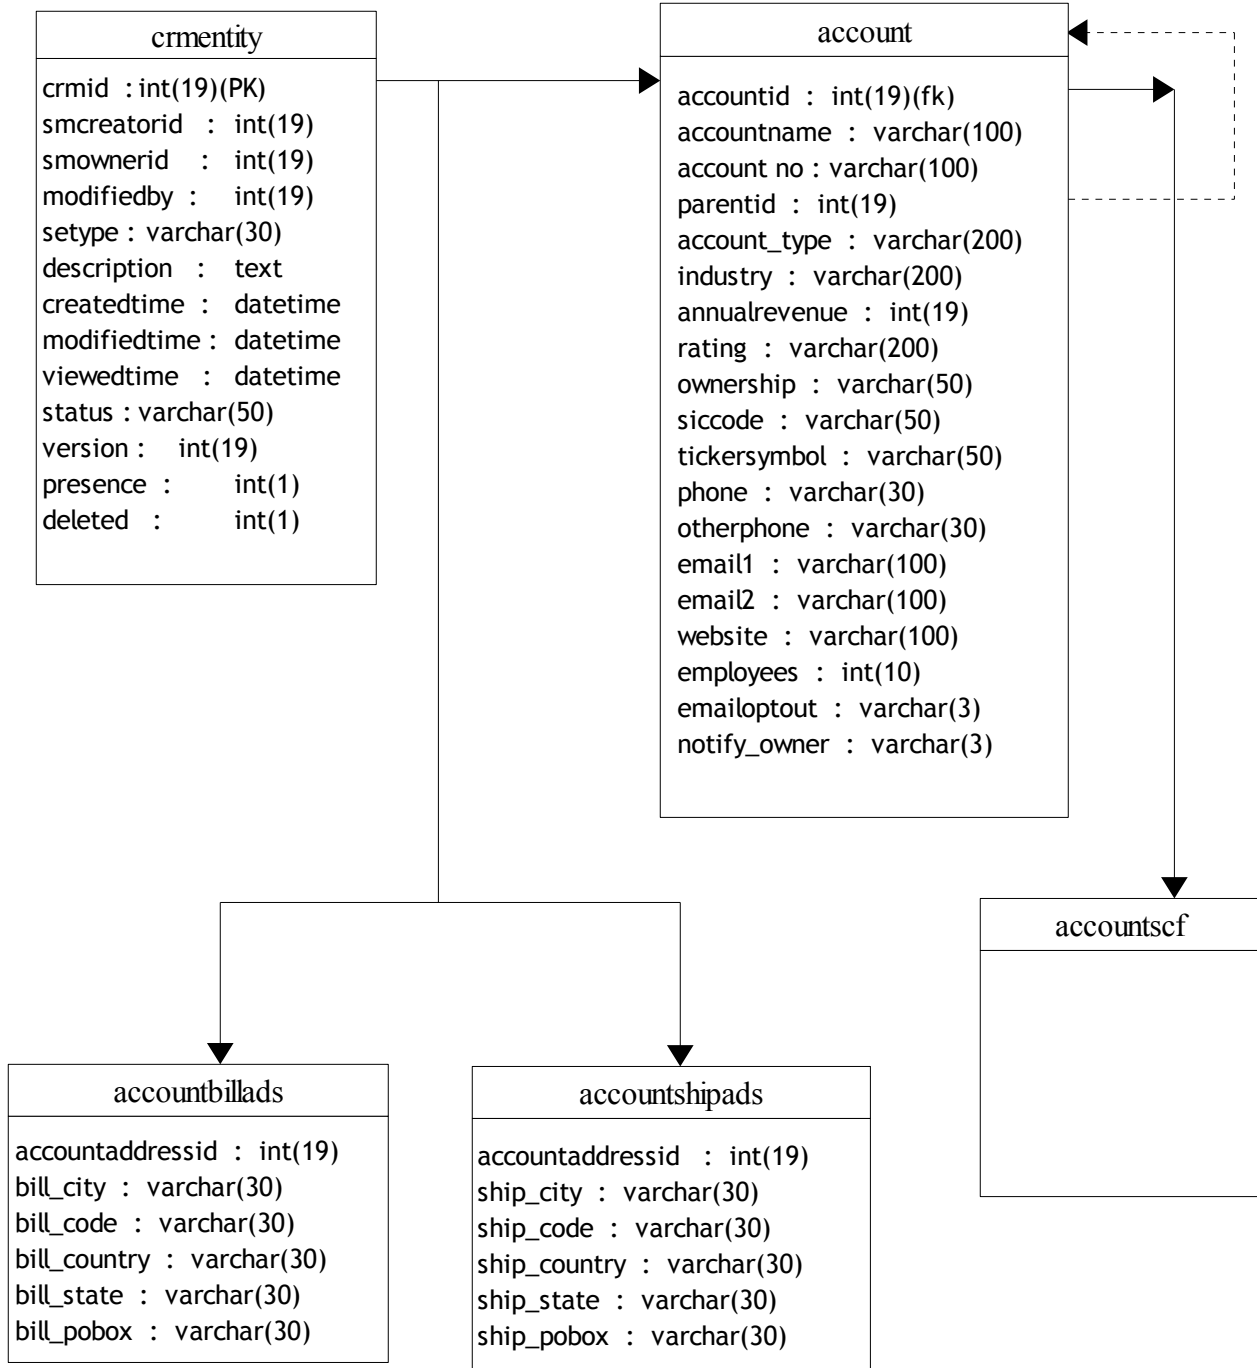 crmentity
crmid : int(19)(PK)
smcreatorid : int(19)
smownerid : int(19)
modifiedby : int(19)
setype : varchar(30)
description : text
createdtime : datetime
modifiedtime : datetime
viewedtime : datetime
status : varchar(50)
version : int(19)
presence : int(1)
deleted : int(1)
account
accountid : int(19)(fk)
accountname : varchar(100)
account no : varchar(100)
parentid : int(19)
account_type : varchar(200)
industry : varchar(200)
annualrevenue : int(19)
rating : varchar(200)
ownership : varchar(50)
siccode : varchar(50)
tickersymbol : varchar(50)
phone : varchar(30)
otherphone : varchar(30)
email1 : varchar(100)
email2 : varchar(100)
website : varchar(100)
employees : int(10)
emailoptout : varchar(3)
notify_owner : varchar(3)
accountscf
accountbillads
accountaddressid : int(19)
bill_city : varchar(30)
bill_code : varchar(30)
bill_country : varchar(30)
bill_state : varchar(30)
bill_pobox : varchar(30)
accountshipads
accountaddressid : int(19)
ship_city : varchar(30)
ship_code : varchar(30)
ship_country : varchar(30)
ship_state : varchar(30)
ship_pobox : varchar(30)